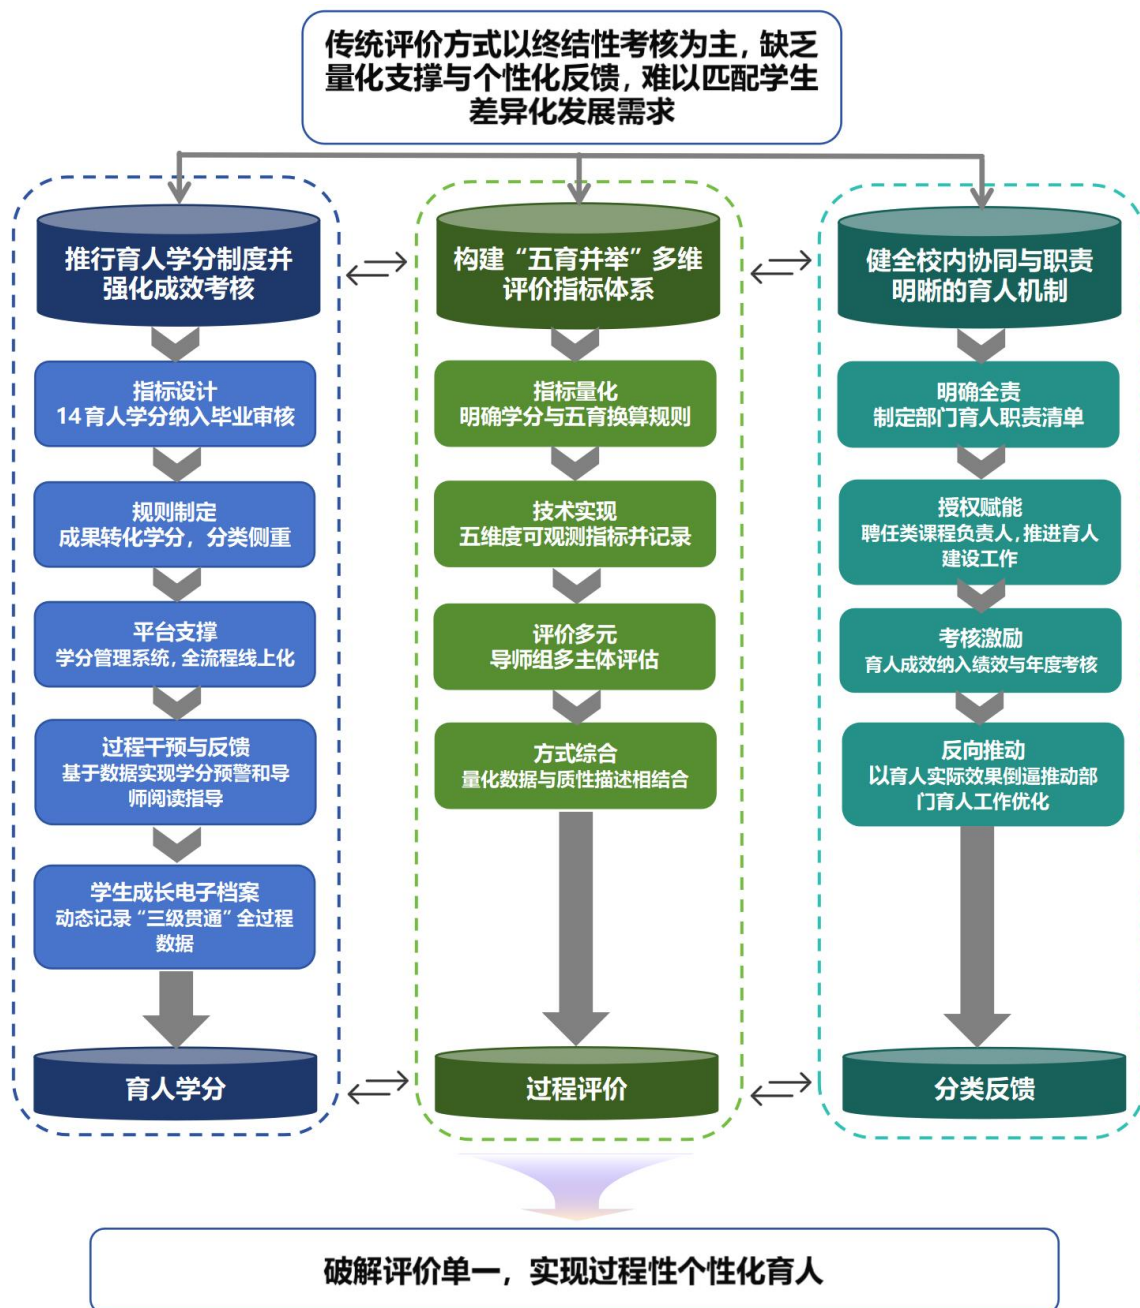 传统评价方式以终结性考核为主，缺乏
量化支撑与个性化反馈，难以匹配学生
差异化发展需求
推行育人学分制度并
强化成效考核
指标设计
14育人学分纳入毕业审核
规则制定
成果转化学分，分类侧重
平台支撑
学分管理系统，全流程线上化
过程干预与反馈
基于数据实现学分预警和导
师阅读指导
学生成长电子档案
动态记录“三级贯通”全过程
数据
育人学分
构建“五育并举”多维
评价指标体系
指标量化
明确学分与五育换算规则
技术实现
五维度可观测指标并记录
评价多元
导师组多主体评估
方式综合
量化数据与质性描述相结合
过程评价
健全校内协同与职责
明晰的育人机制
明确全责
制定部门育人职责清单
授权赋能
聘任类课程负责人，推进育人
建设工作
考核激励
育人成效纳入绩效与年度考核
反向推动
以育人实际效果倒逼推动部
门育人工作优化
分类反馈
破解评价单一，实现过程性个性化育人